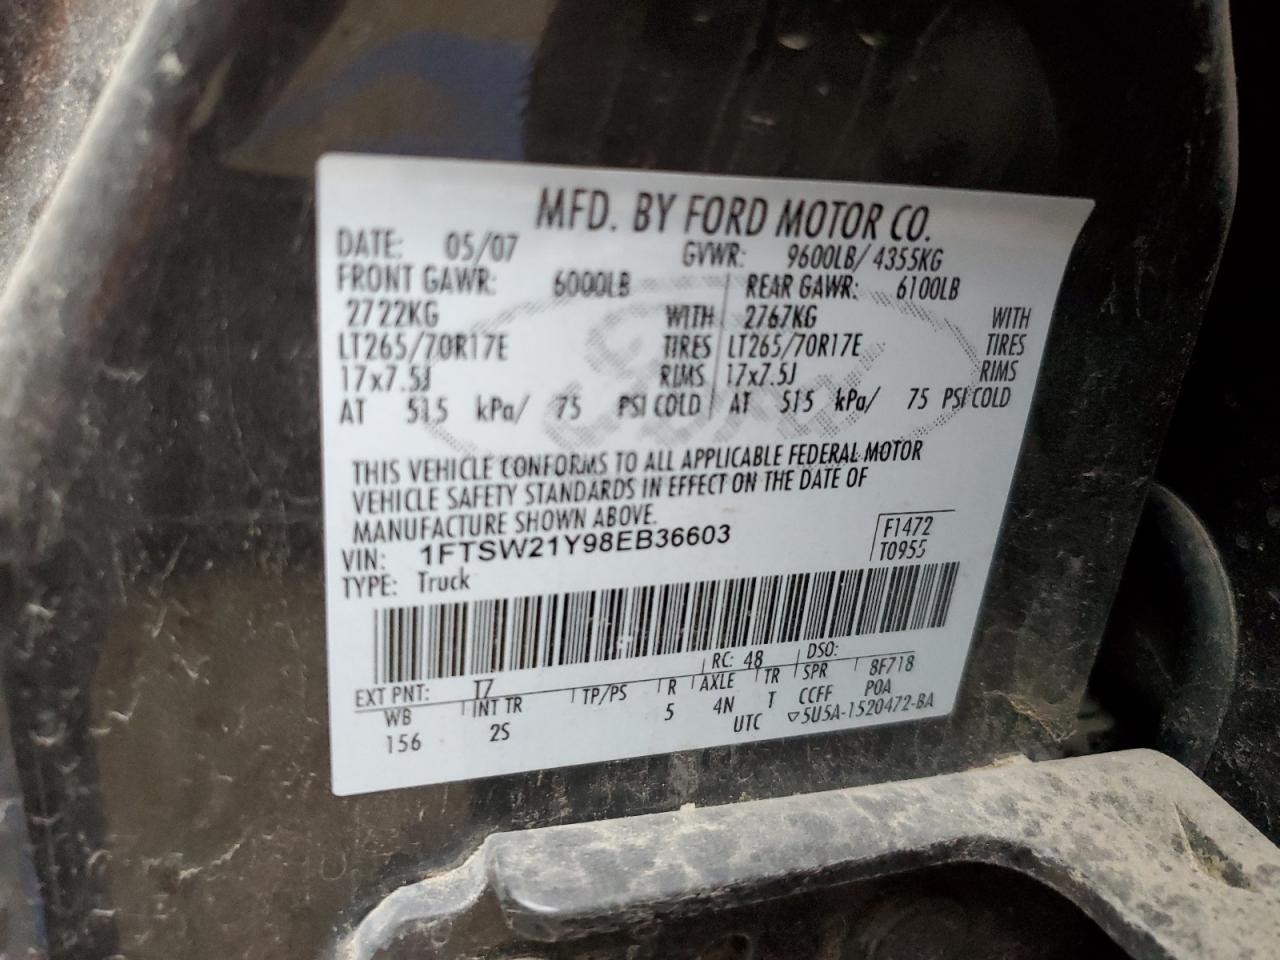 MFD. BY FORD MOTOR CO.
DATE: 05/07 GVWR: 9600LB/ 4355KG
FRONT GAWR: 6000LB REAR GAWR: 6100LB
2722KG WITH 2767KG WITH
LT265/70R17E TIRES LT265/70R17E TIRES
17x7.5J RIMS 17x7.5J RIMS
AT 515 kPa/ 75 PSI COLD AT 515 kPa/ 75 PSI COLD
THIS VEHICLE CONFORMS TO ALL APPLICABLE FEDERAL MOTOR
VEHICLE SAFETY STANDARDS IN EFFECT ON THE DATE OF
MANUFACTURE SHOWN ABOVE.
VIN: 1FTSW21Y98EB36603 F1472
TYPE: Truck T0955
EXT PNT: T7 RC: 48 DSO:
WB INT TR TP/PS R AXLE TR SPR 8F718
156 2S 5 4N T CCFF P0A
UTC ▽5U5A-1520472-BA